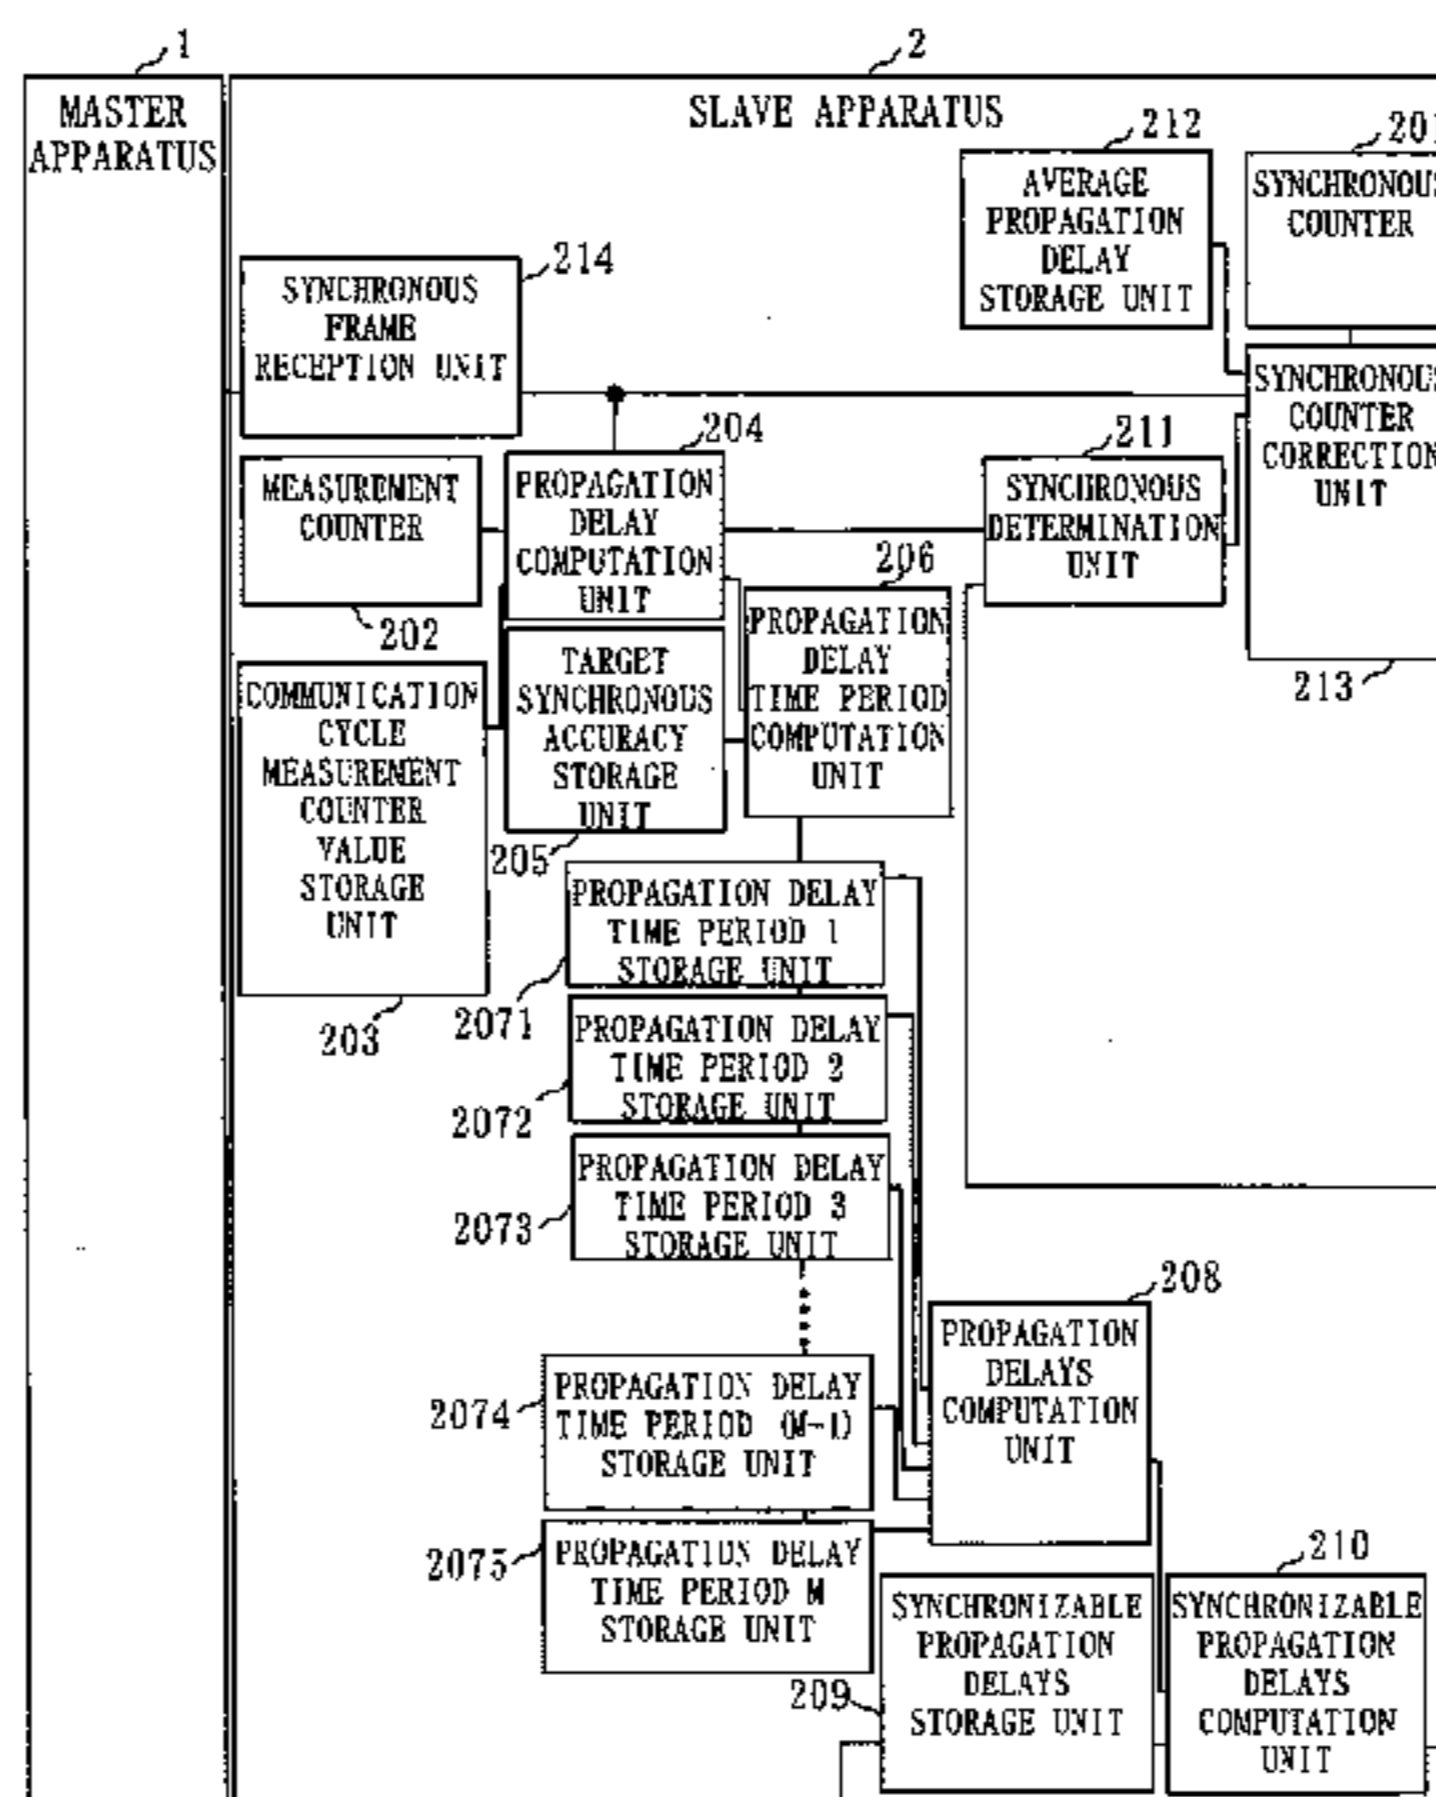 1
2
MASTER
APPARATUS
SLAVE APPARATUS
212
201
AVERAGE
PROPAGATION
DELAY
STORAGE UNIT
SYNCHRONOUS
COUNTER
214
SYNCHRONOUS
FRAME
RECEPTION UNIT
SYNCHRONOUS
COUNTER
CORRECTION
UNIT
213
204
211
MEASUREMENT
COUNTER
202
PROPAGATION
DELAY
COMPUTATION
UNIT
SYNCHRONOUS
DETERMINATION
UNIT
206
PROPAGATION
DELAY
TIME PERIOD
COMPUTATION
UNIT
TARGET
SYNCHRONOUS
ACCURACY
STORAGE
UNIT
205
COMMUNICATION
CYCLE
MEASUREMENT
COUNTER
VALUE
STORAGE
UNIT
203
PROPAGATION DELAY
TIME PERIOD 1
STORAGE UNIT
2071
PROPAGATION DELAY
TIME PERIOD 2
STORAGE UNIT
2072
PROPAGATION DELAY
TIME PERIOD 3
STORAGE UNIT
2073
208
PROPAGATION
DELAYS
COMPUTATION
UNIT
PROPAGATION DELAY
TIME PERIOD (M-1)
STORAGE UNIT
2074
PROPAGATION DELAY
TIME PERIOD M
STORAGE UNIT
2075
210
SYNCHRONIZABLE
PROPAGATION
DELAYS
STORAGE UNIT
209
SYNCHRONIZABLE
PROPAGATION
DELAYS
COMPUTATION
UNIT